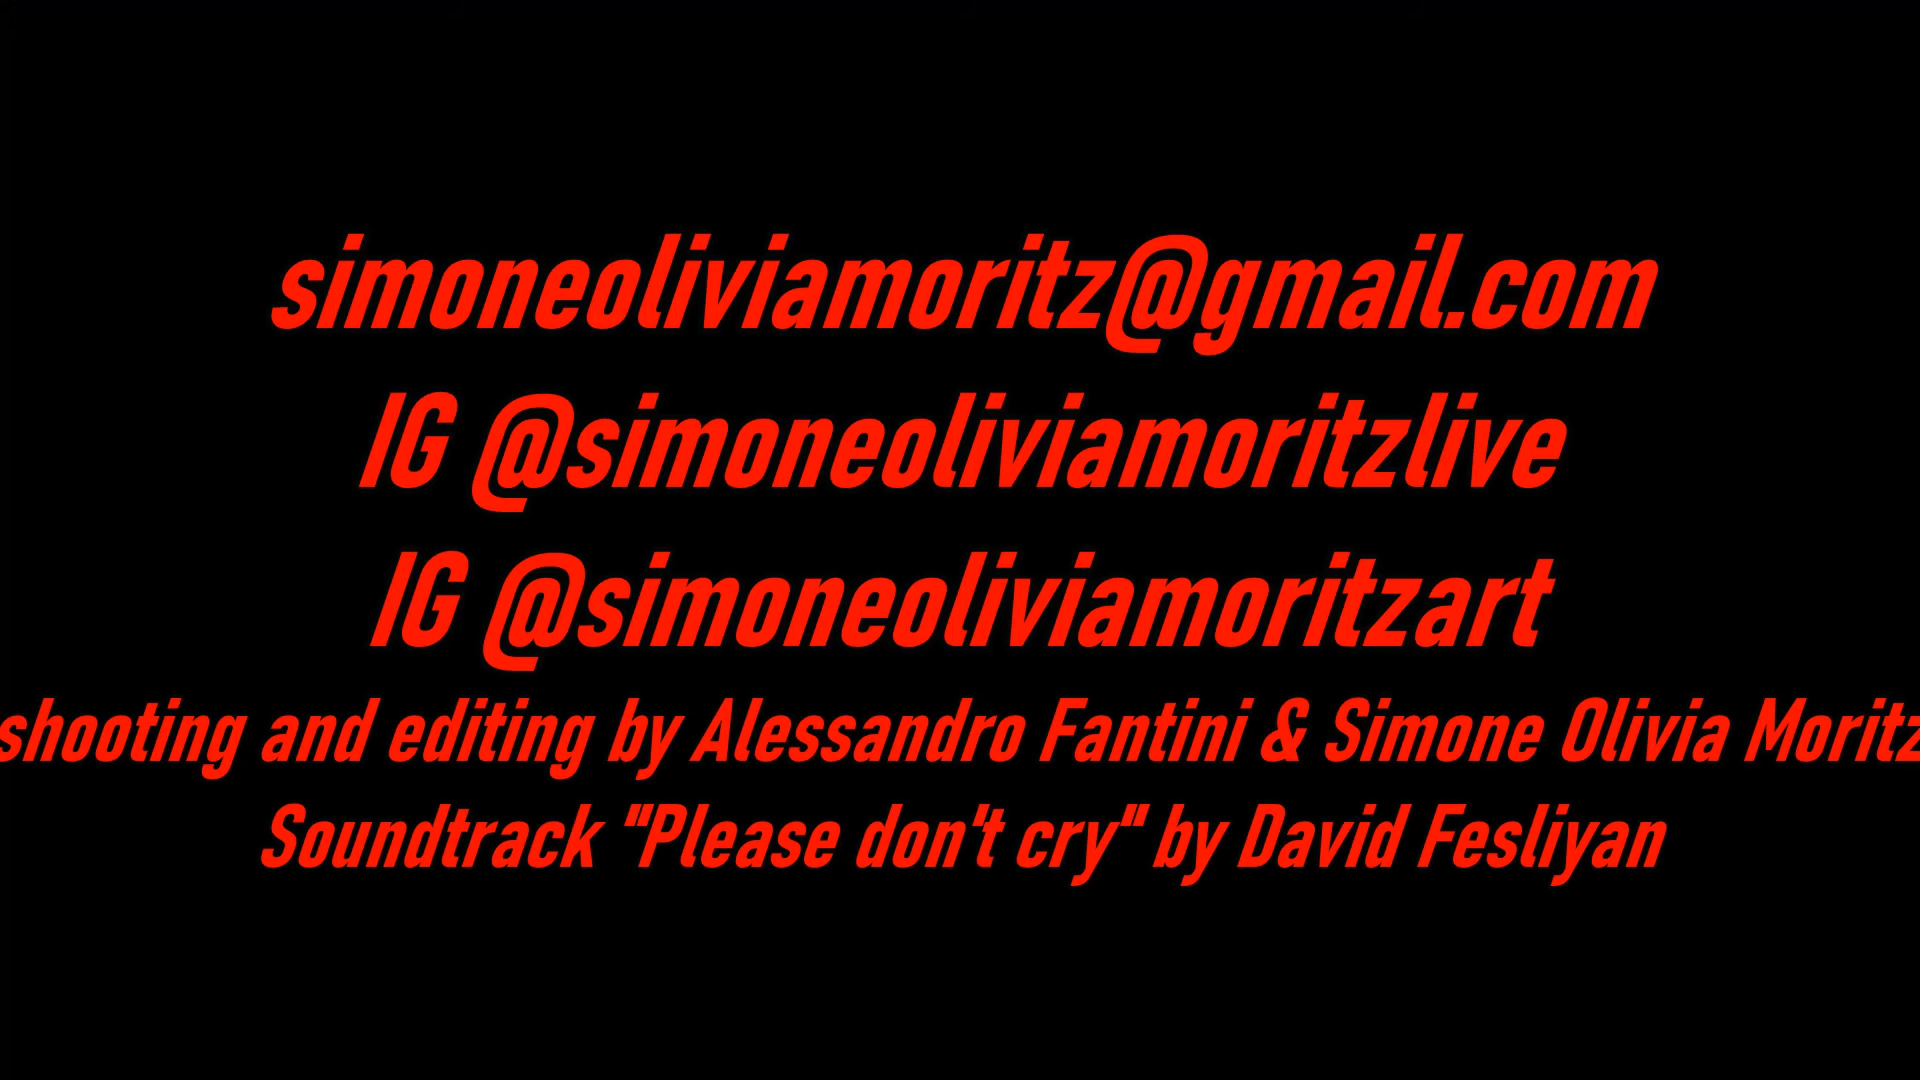 simoneoliviamoritz@gmail.com
IG @simoneoliviamoritzlive
IG @simoneoliviamoritzart
shooting and editing by Alessandro Fantini & Simone Olivia Moritz
Soundtrack "Please don't cry" by David Fesliyan